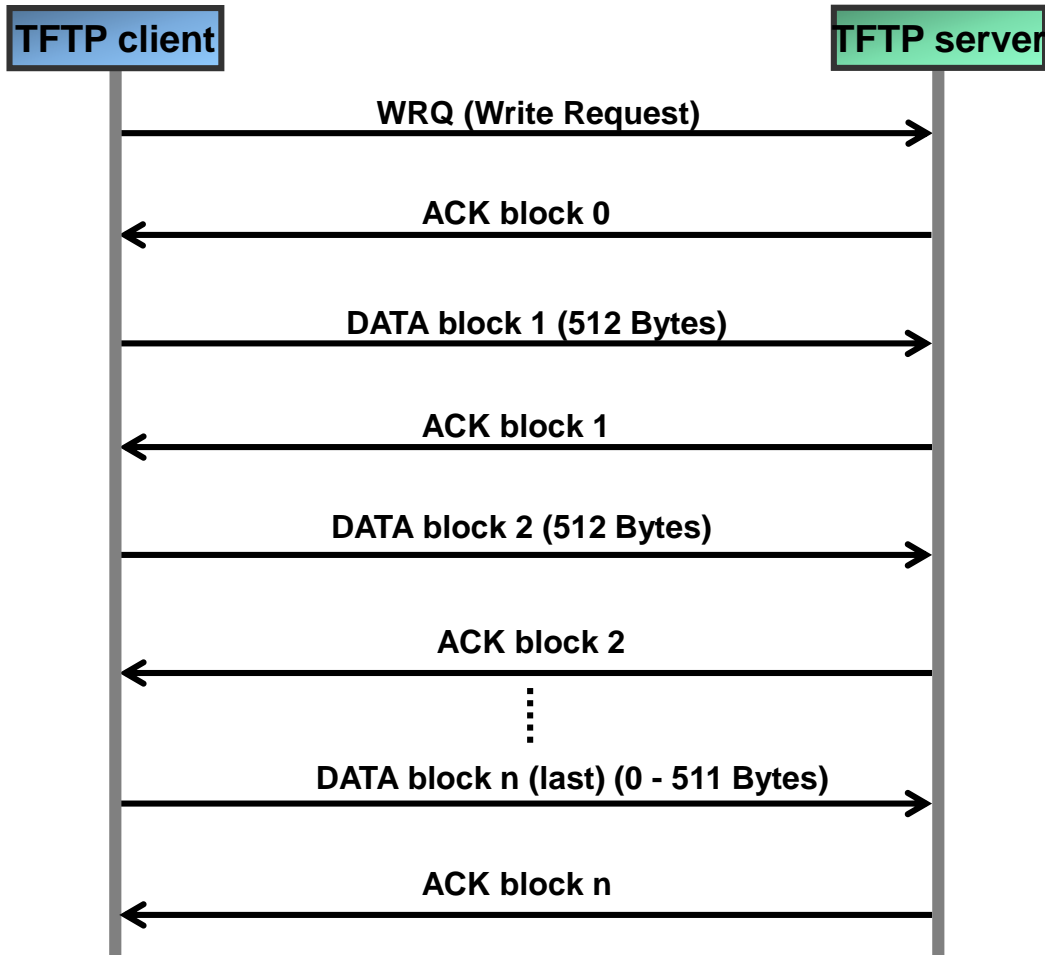 TFTP client
TFTP server
WRQ (Write Request)
ACK block 0
DATA block 1 (512 Bytes)
ACK block 1
DATA block 2 (512 Bytes)
ACK block 2
DATA block n (last) (0 - 511 Bytes)
ACK block n